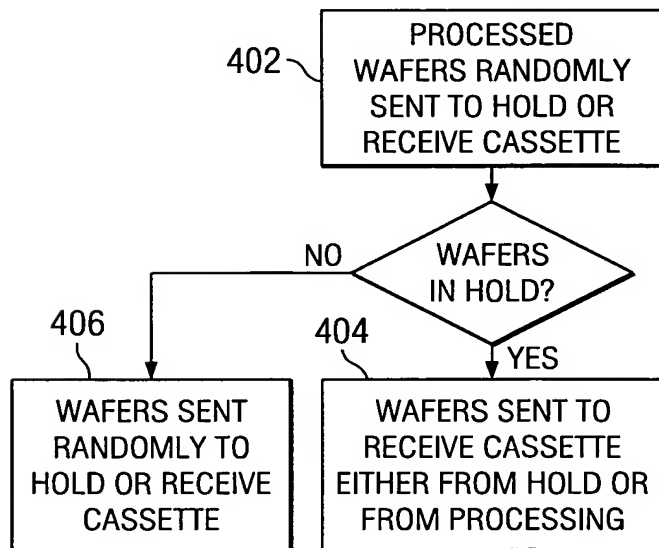 402
PROCESSED
WAFERS RANDOMLY
SENT TO HOLD OR
RECEIVE CASSETTE
WAFERS
IN HOLD?
NO
YES
406
WAFERS SENT
RANDOMLY TO
HOLD OR RECEIVE
CASSETTE
404
WAFERS SENT TO
RECEIVE CASSETTE
EITHER FROM HOLD OR
FROM PROCESSING